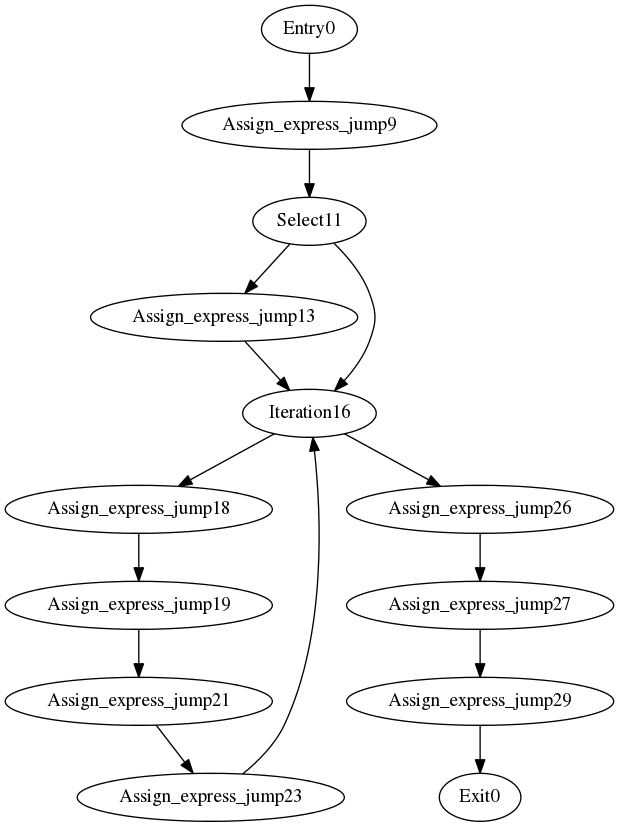 Entry0
Assign_express_jump9
Select11
Assign_express_jump13
Iteration16
Assign_express_jump18
Assign_express_jump26
Assign_express_jump19
Assign_express_jump27
Assign_express_jump21
Assign_express_jump29
Assign_express_jump23
Exit0